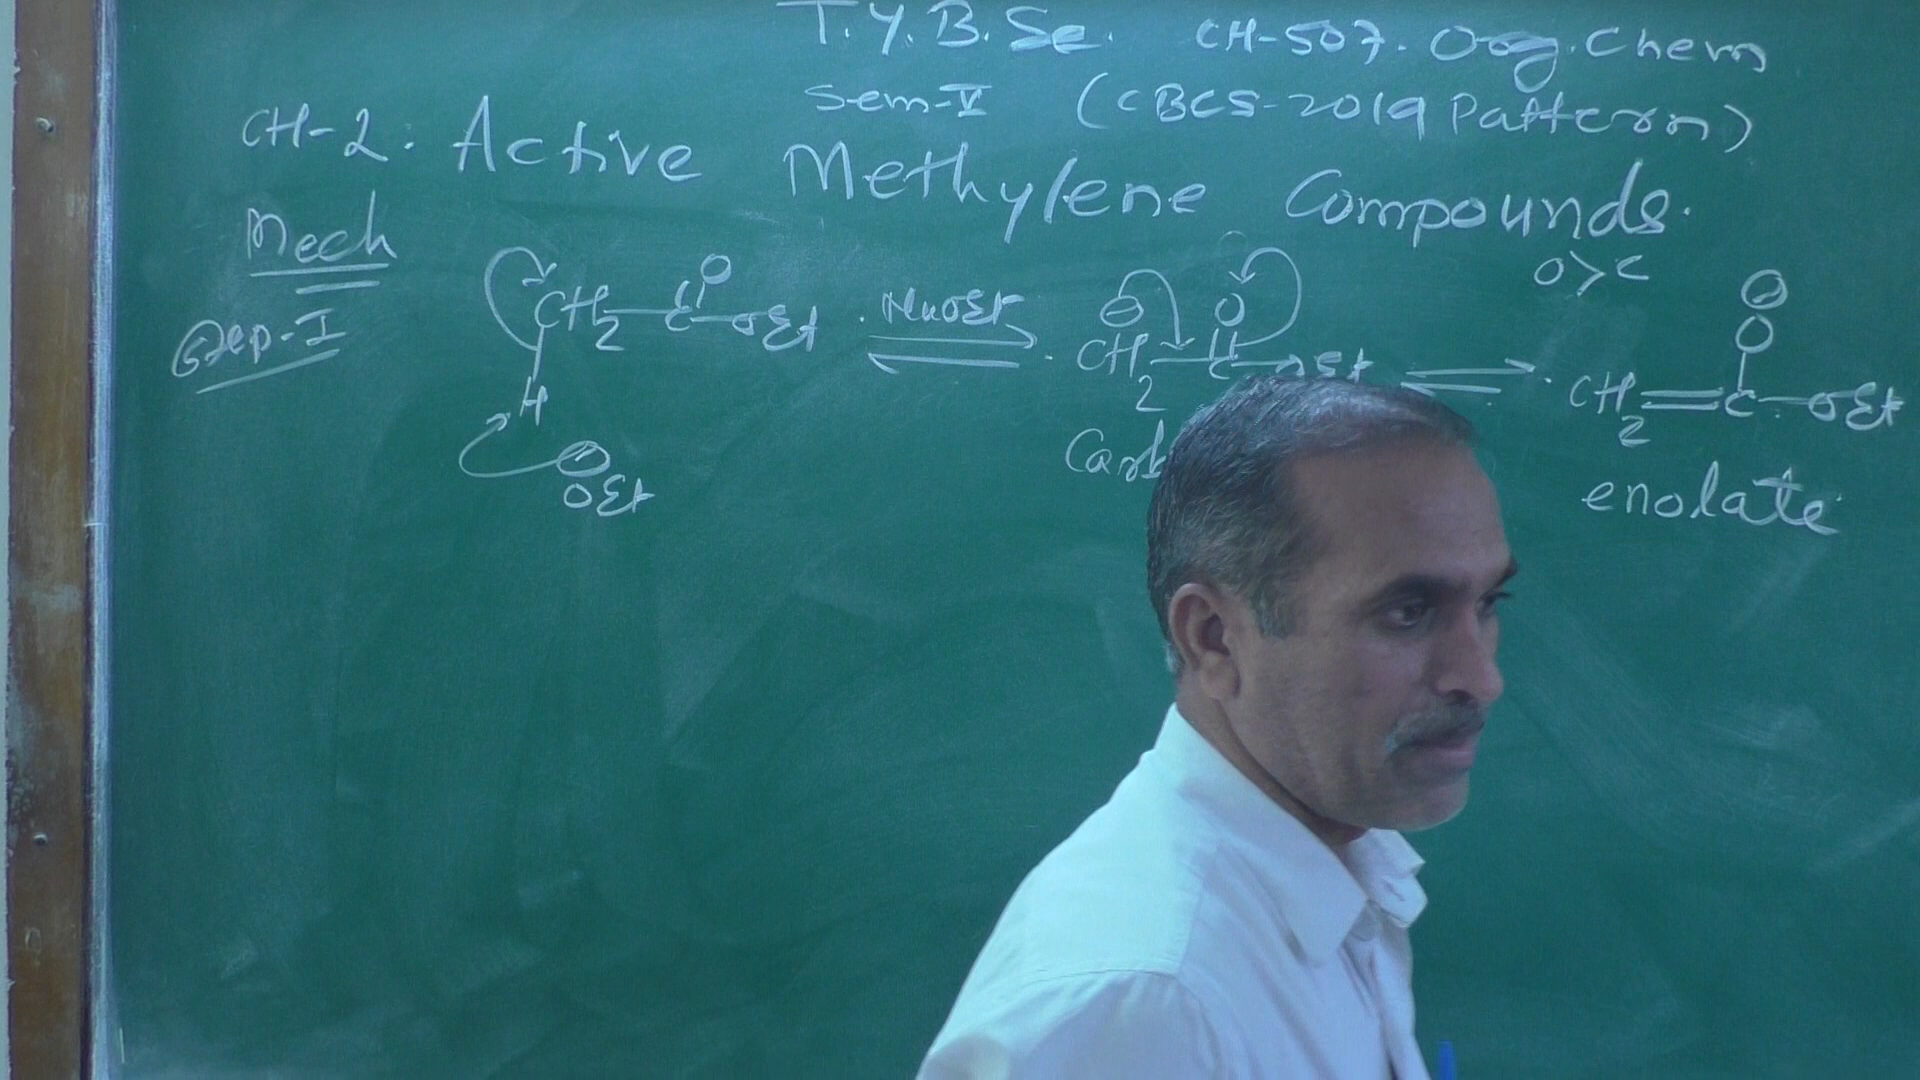 T.Y.B.Sc. CH-507. Org. Chem
Sem-V (CBCS-2019 Pattern)
CH-2: Active Methylene Compounds.
Mech
Step-I
CH2 — C — OEt
O
H
⊖
OEt
NaOEt
⊖ O
CH2 — C — OEt
Carb
O > C
⊖
O
CH2 = C — OEt
enolate